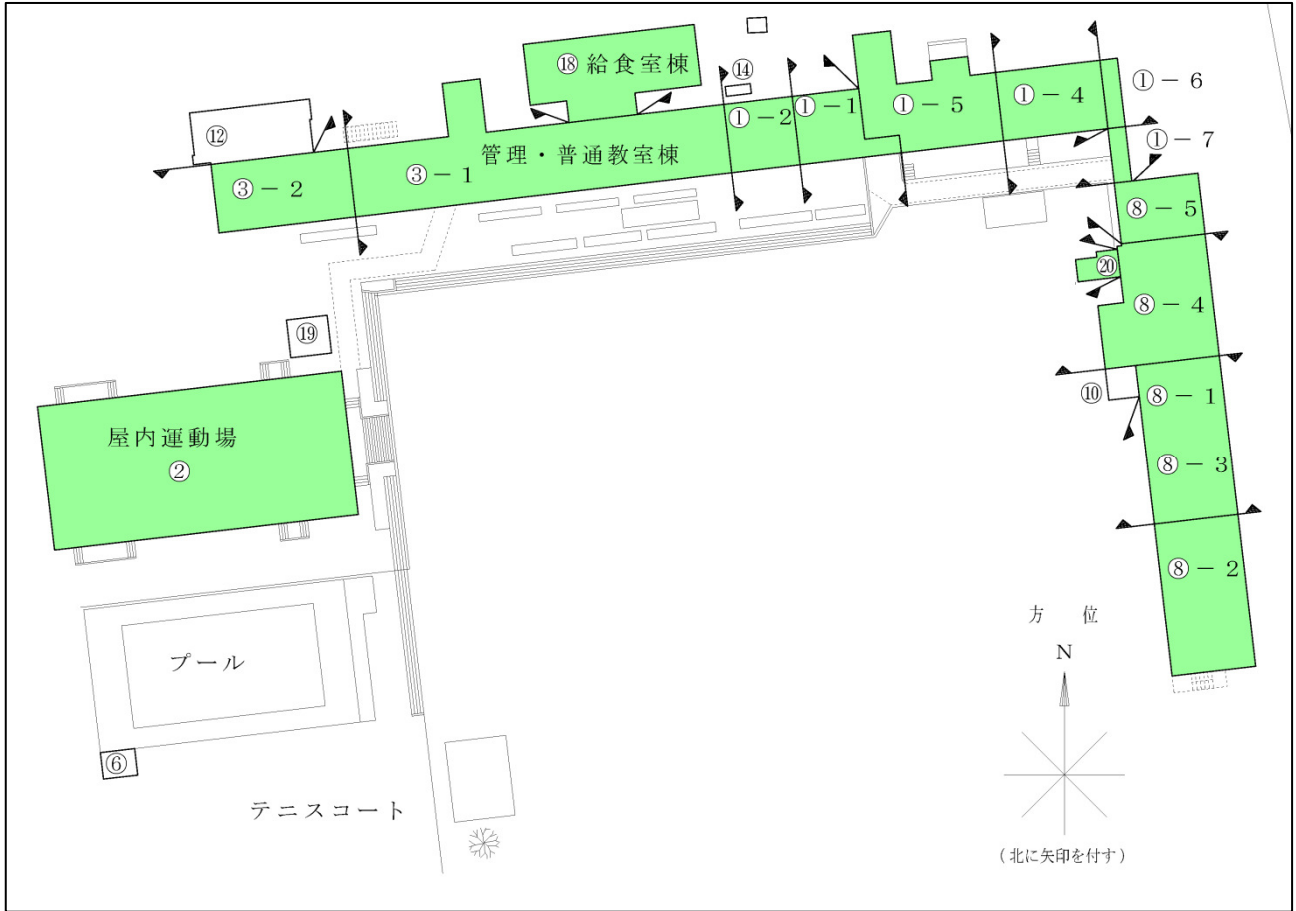 ⑱ 給食室棟
⑭
①－6
①－2
①－1
①－5
①－4
⑫
①－7
管理・普通教室棟
③－1
③－2
⑧－5
⑳
⑧－4
⑲
⑩
⑧－1
屋内運動場
②
⑧－3
⑧－2
方 位
N
プール
⑥
テニスコート
(北に矢印を付す)